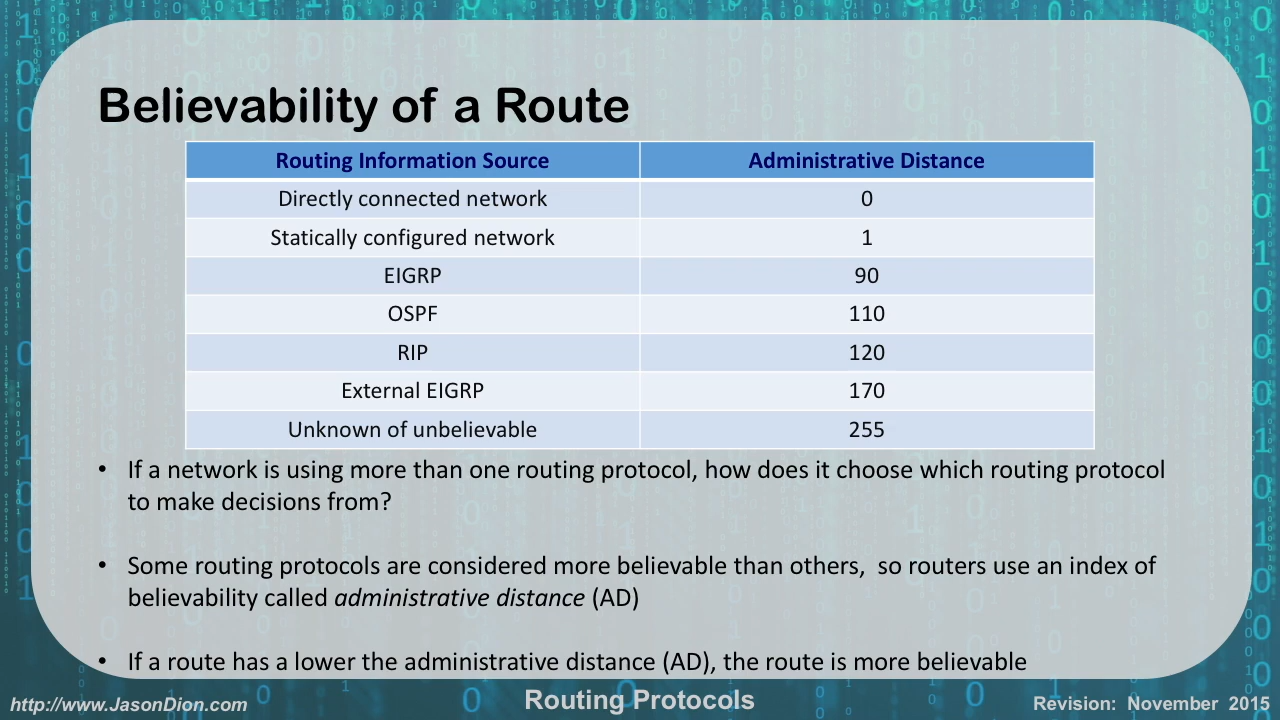 Believability of a Route
Routing Information Source Administrative Distance
Directly connected network 0
Statically configured network 1
EIGRP 90
OSPF 110
RIP 120
External EIGRP 170
Unknown of unbelievable 255
• If a network is using more than one routing protocol, how does it choose which routing protocol
to make decisions from?
• Some routing protocols are considered more believable than others,  so routers use an index of
believability called administrative distance (AD)
• If a route has a lower the administrative distance (AD), the route is more believable
http://www.JasonDion.com Routing Protocols Revision: November 2015